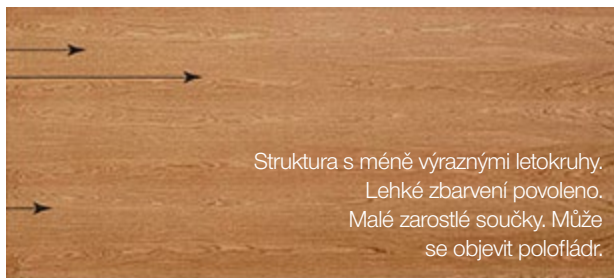 Struktura s méně výraznými letokruhy.
Lehké zbarvení povoleno.
Malé zarostlé součky. Může
se objevit polofládr.